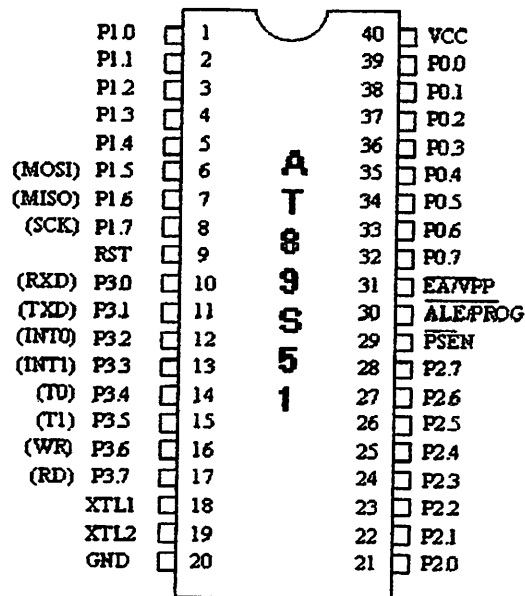 P1.0 1 40 VCC
P1.1 2 39 P0.0
P1.2 3 38 P0.1
P1.3 4 37 P0.2
P1.4 5 36 P0.3
(MOSI) P1.5 6 35 P0.4
(MISO) P1.6 7 34 P0.5
(SCK) P1.7 8 33 P0.6
RST 9 32 P0.7
(RXD) P3.0 10 31 EA/VPP
(TXD) P3.1 11 30 ALE/PROG
(INT0) P3.2 12 29 PSEN
(INT1) P3.3 13 28 P2.7
(T0) P3.4 14 27 P2.6
(T1) P3.5 15 26 P2.5
(WR) P3.6 16 25 P2.4
(RD) P3.7 17 24 P2.3
XTL1 18 23 P2.2
XTL2 19 22 P2.1
GND 20 21 P2.0
AT89S51